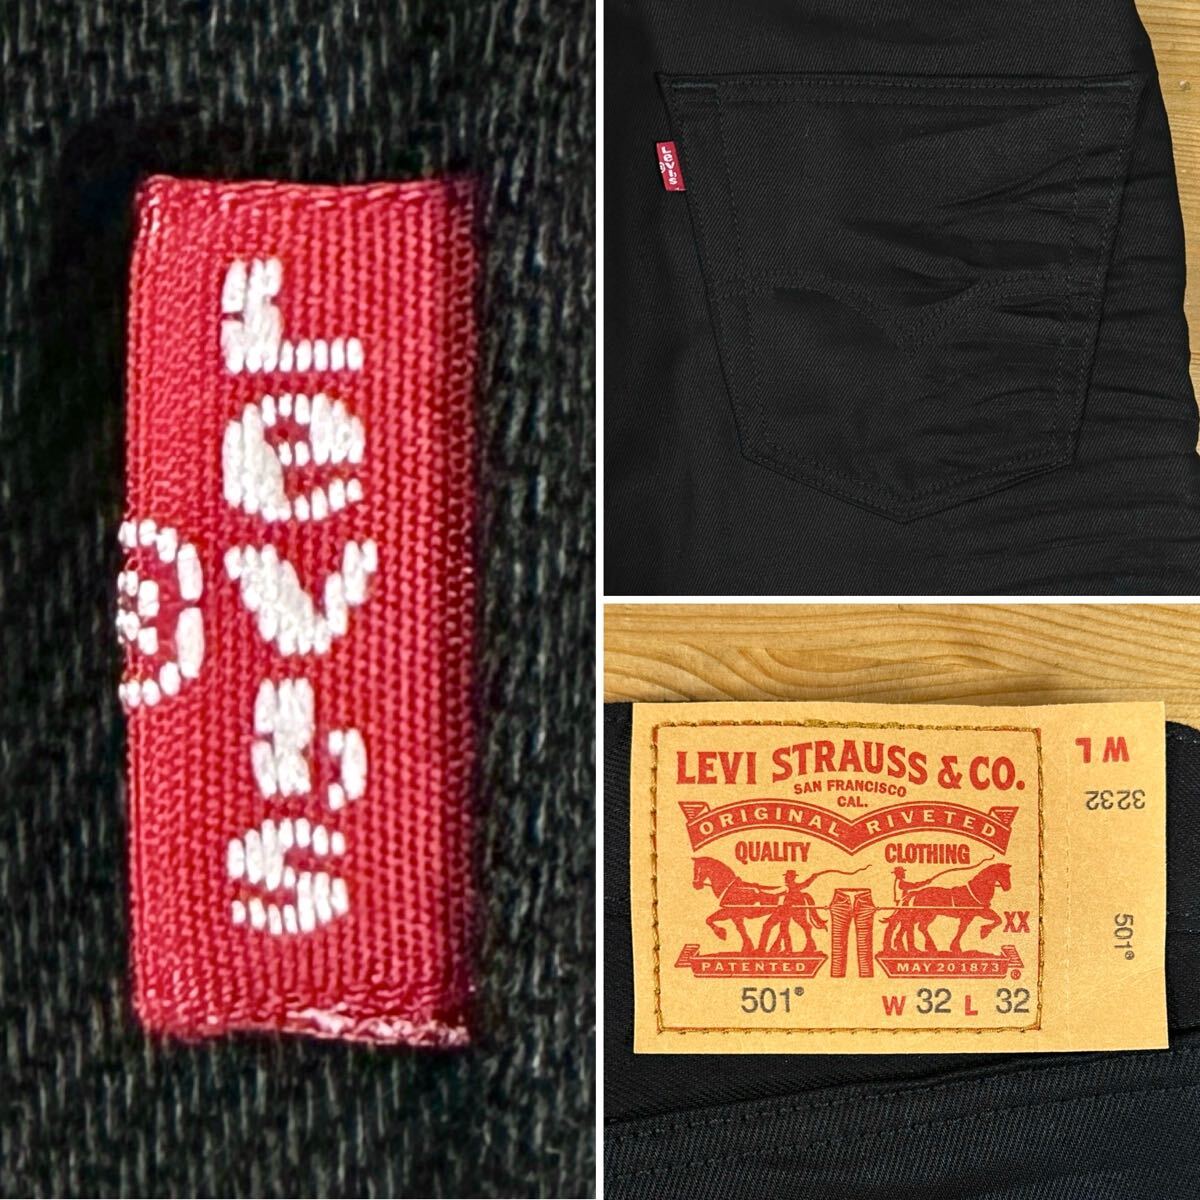 LEVI'S
®
LEVI'S
®
LEVI STRAUSS & CO.
SAN FRANCISCO
CAL.
ORIGINAL RIVETED
QUALITY CLOTHING
XX
PATENTED MAY 20 1873 ®
501® W 32 L 32
W L
3232
501®